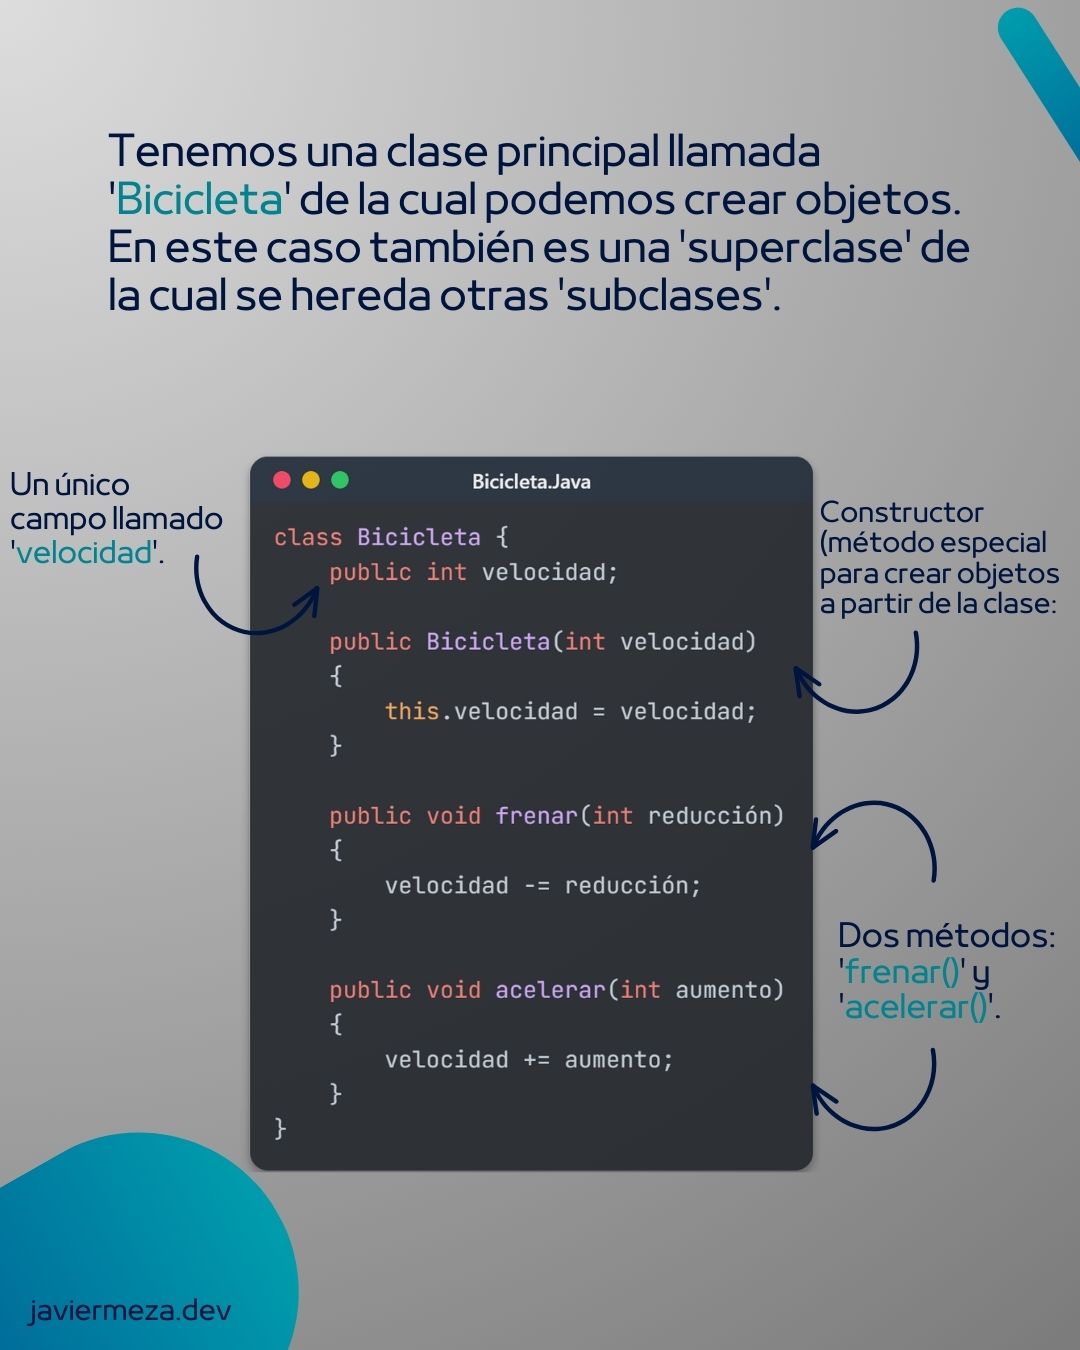 Tenemos una clase principal llamada
'Bicicleta' de la cual podemos crear objetos.
En este caso también es una 'superclase' de
la cual se hereda otras 'subclases'.
Un único
campo llamado
'velocidad'.
Bicicleta.Java
class Bicicleta {
public int velocidad;
public Bicicleta(int velocidad)
{
this.velocidad = velocidad;
}
public void frenar(int reducción)
{
velocidad -= reducción;
}
public void acelerar(int aumento)
{
velocidad += aumento;
}
}
Constructor
(método especial
para crear objetos
a partir de la clase:
Dos métodos:
'frenar()' y
'acelerar()'.
javiermeza.dev